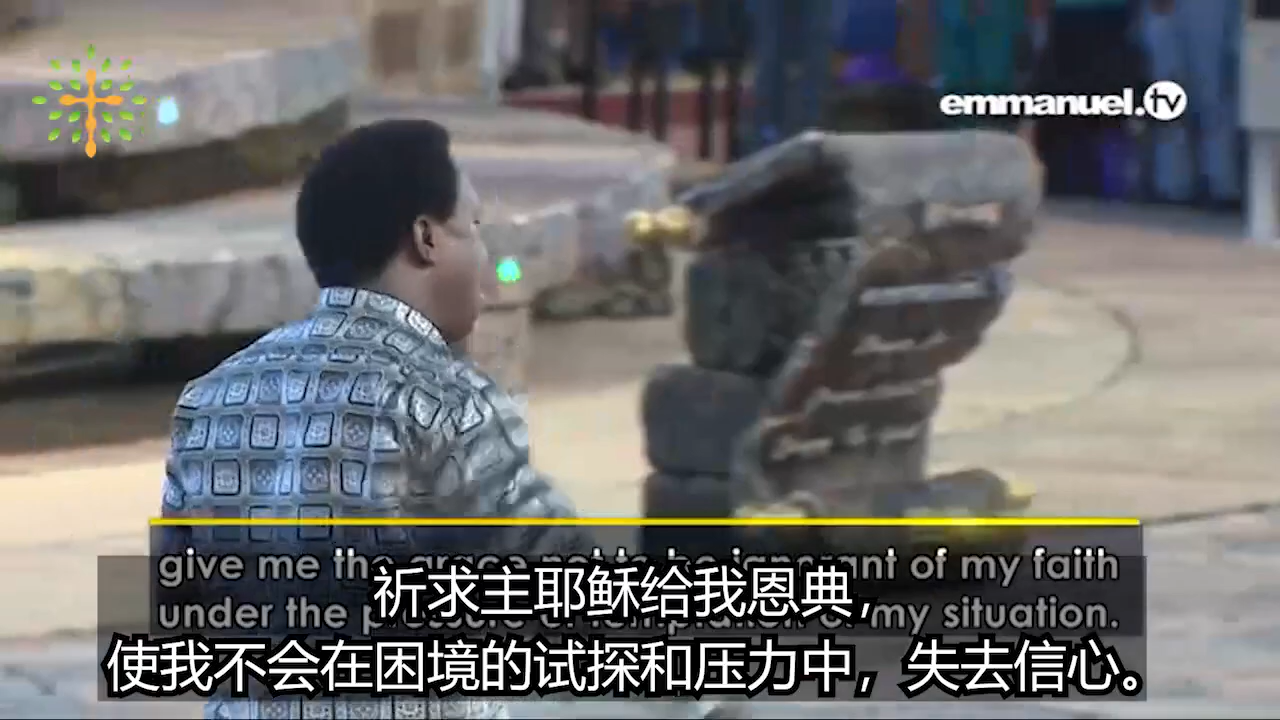 emmanuel.tv
give me the grace not to be ignorant of my faith
under the pressure or temptation of my situation.
祈求主耶稣给我恩典，
使我不会在困境的试探和压力中，失去信心。